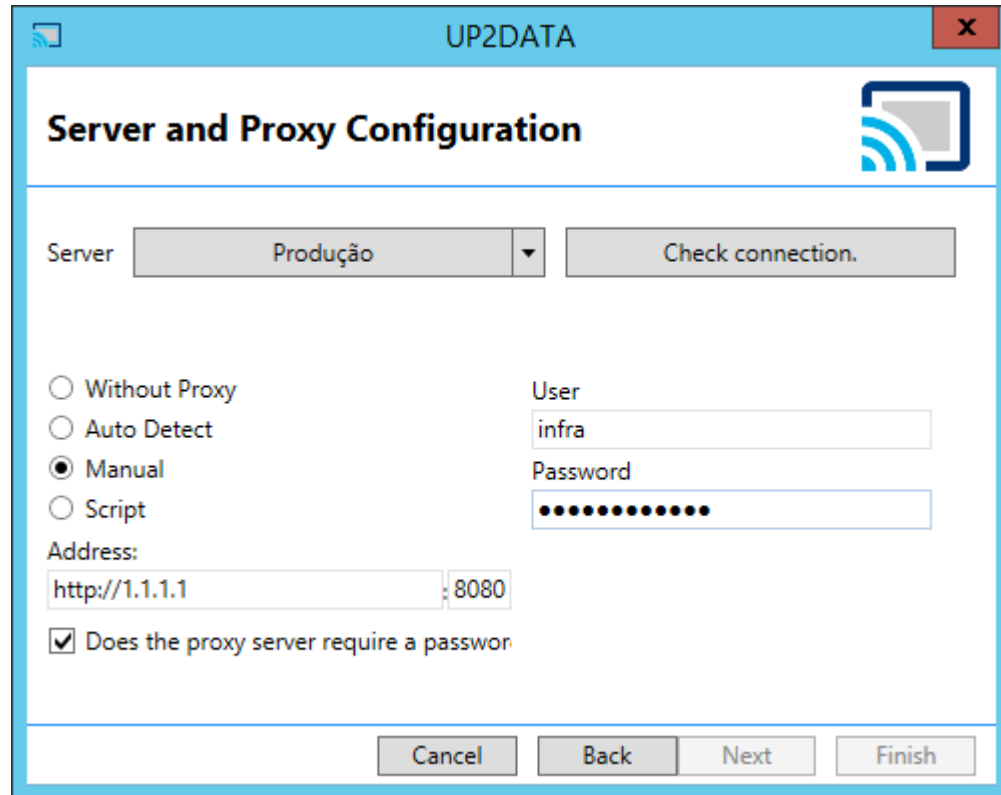 UP2DATA
x
Server and Proxy Configuration
Server Produção Check connection.
Without Proxy
Auto Detect
Manual
Script
User
infra
Password
●●●●●●●●●●●●
Address:
http://1.1.1.1 : 8080
Does the proxy server require a passwor
Cancel Back Next Finish